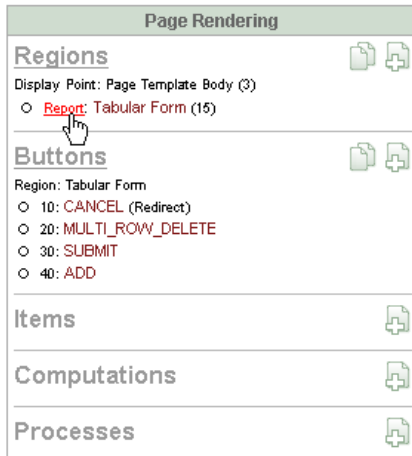 Page Rendering
Regions
Display Point: Page Template Body (3)
Report: Tabular Form (15)
Buttons
Region: Tabular Form
10: CANCEL (Redirect)
20: MULTI_ROW_DELETE
30: SUBMIT
40: ADD
Items
Computations
Processes